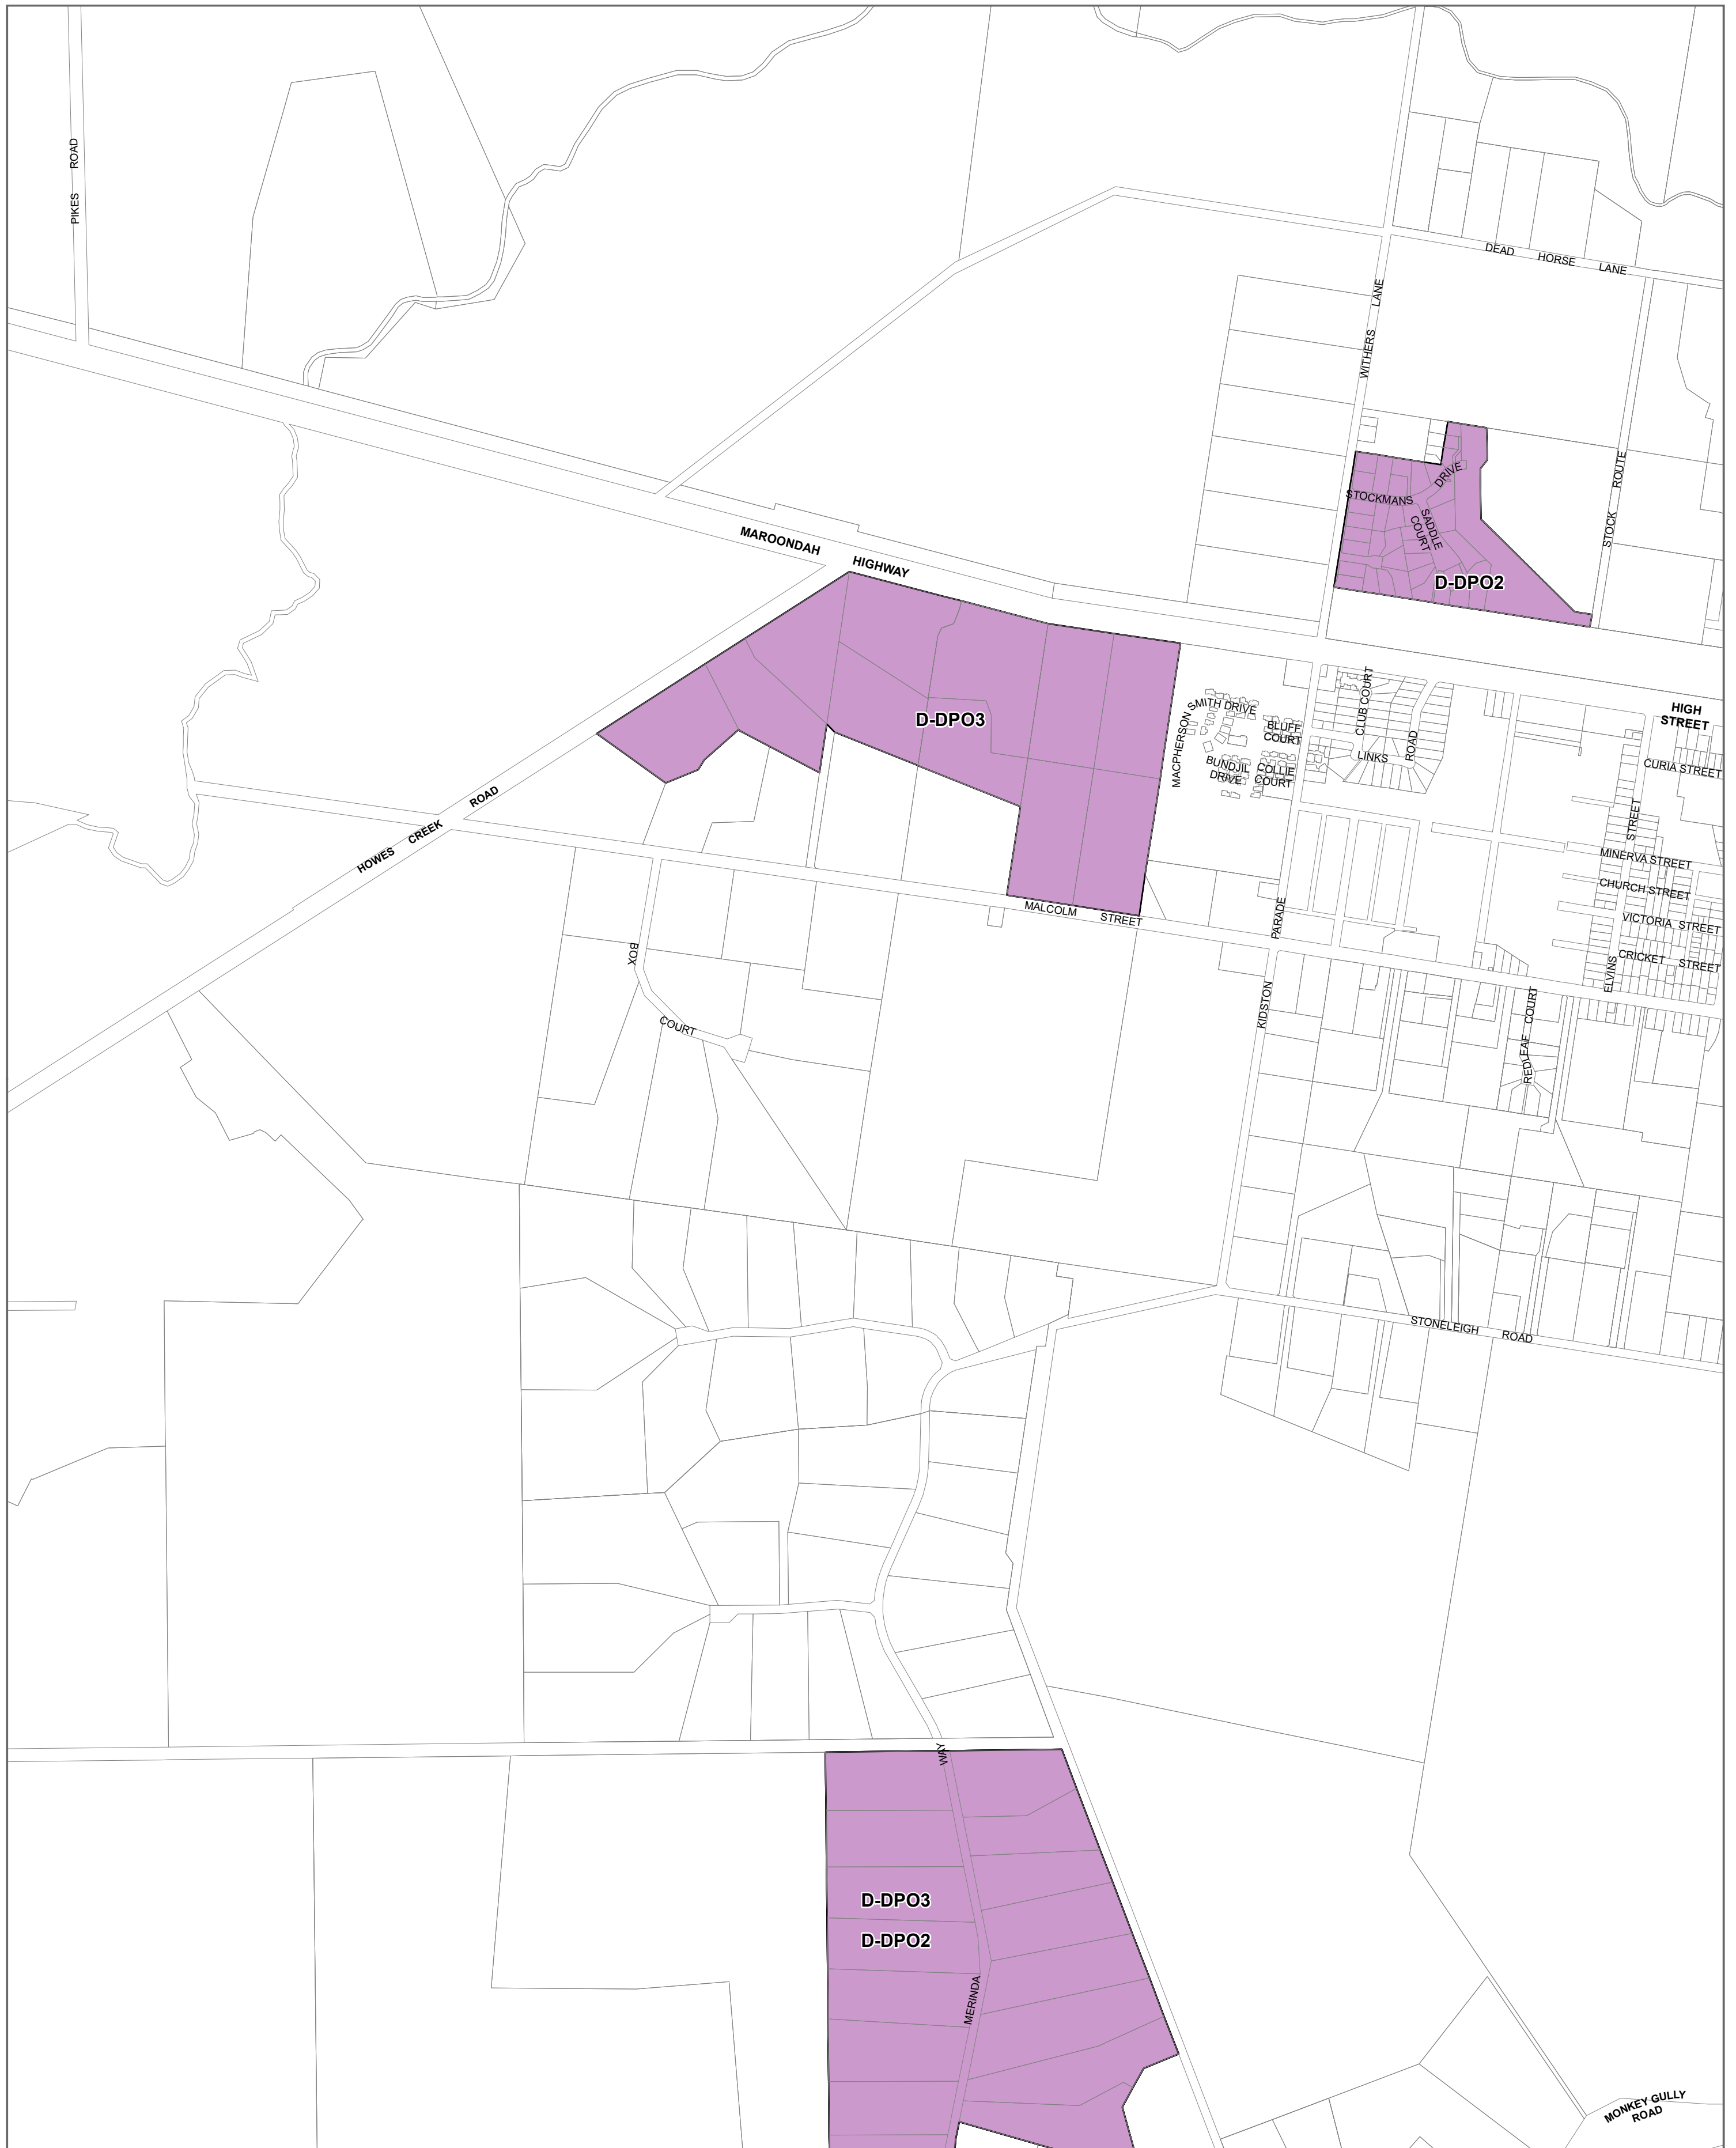 PIKES ROAD
DEAD HORSE LANE
WITHERS LANE
STOCK ROUTE
STOCKMANS DRIVE
SADDLE
COURT
D-DPO2
MAROONDAH HIGHWAY
D-DPO3
HOWES CREEK ROAD
MACPHERSON
SMITH DRIVE
BLUFF
COURT
BUNDJIL
DRIVE
COLLIE
COURT
CLUB COURT
LINKS ROAD
HIGH
STREET
CURIA STREET
ELVINS STREET
MINERVA STREET
CHURCH STREET
VICTORIA STREET
CRICKET STREET
MALCOLM STREET
KIDSTON PARADE
REDLEAF COURT
BOX COURT
STONELEIGH ROAD
MERINDA WAY
D-DPO3
D-DPO2
MONKEY GULLY
ROAD